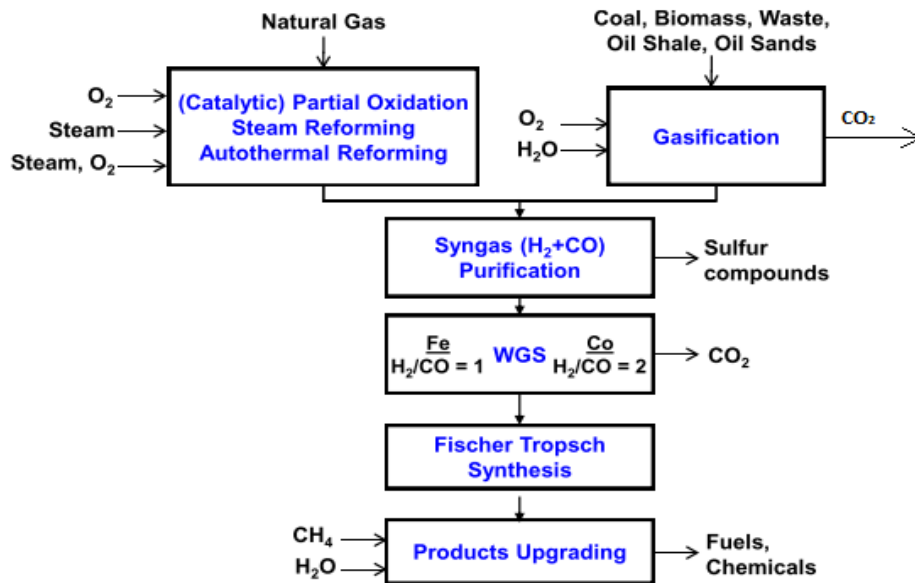 Natural Gas
Coal, Biomass, Waste,
Oil Shale, Oil Sands
O₂
Steam
Steam, O₂
(Catalytic) Partial Oxidation
Steam Reforming
Autothermal Reforming
O₂
H₂O
Gasification
CO₂
Syngas (H₂+CO)
Purification
Sulfur
compounds
Fe
H₂/CO = 1
WGS
Co
H₂/CO = 2
CO₂
Fischer Tropsch
Synthesis
CH₄
H₂O
Products Upgrading
Fuels,
Chemicals